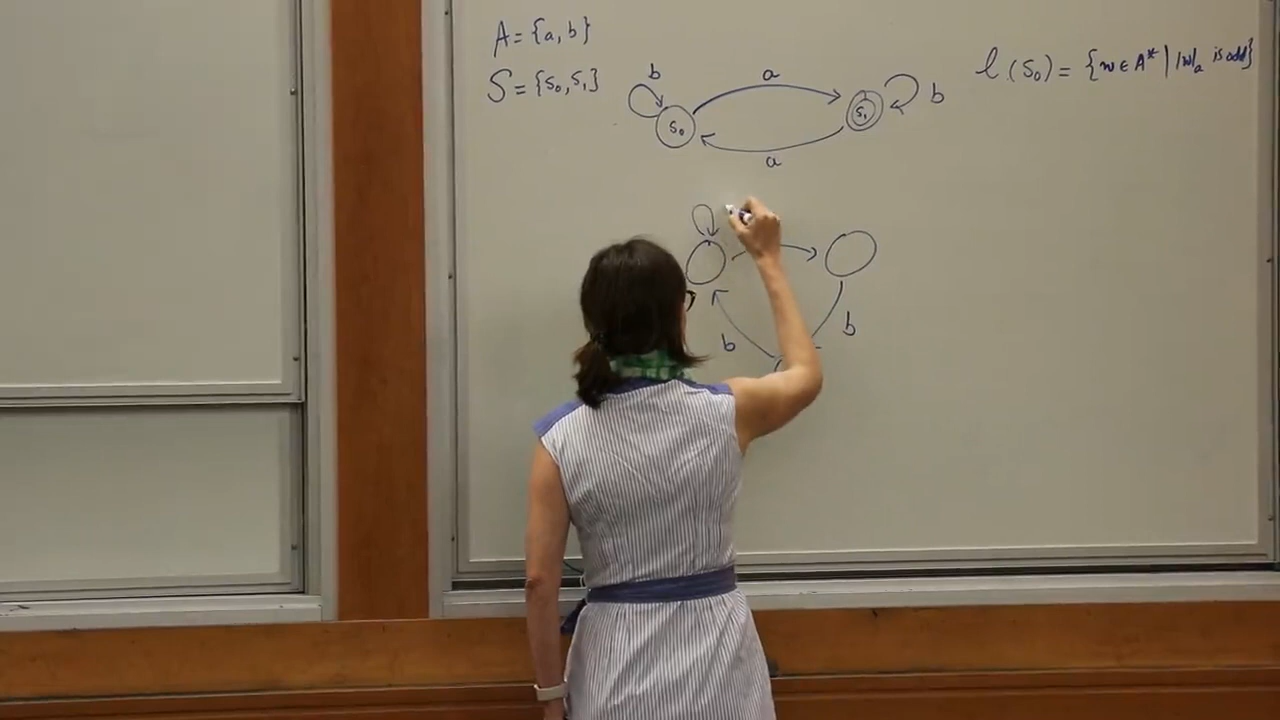 A = {a, b}
S = {s₀, s₁}
b
a
b
s₀
s₁
a
l(s₀) = {w ∈ A* | |w|ₐ is odd}
b
b